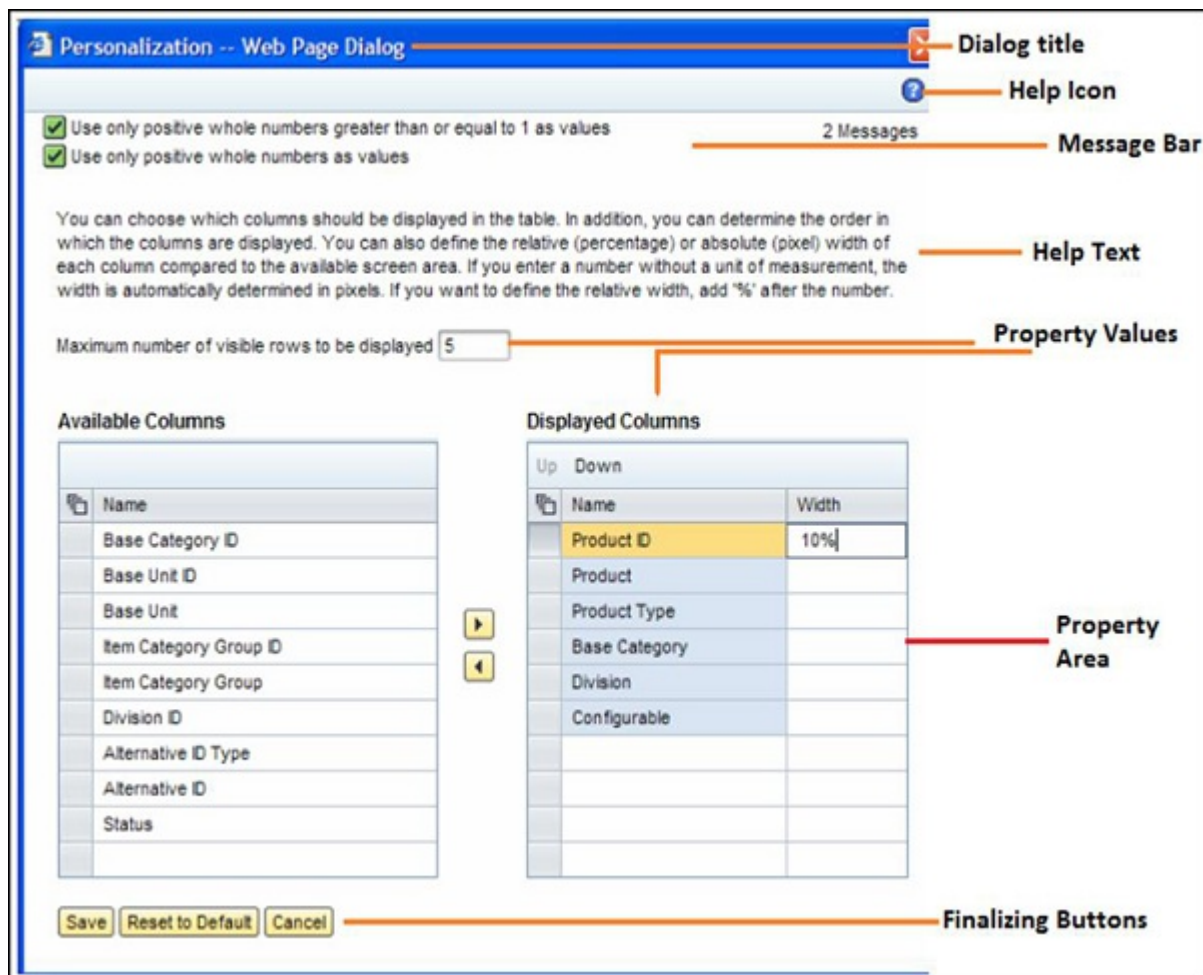 Personalization -- Web Page Dialog
Dialog title
Help Icon
Use only positive whole numbers greater than or equal to 1 as values
2 Messages
Message Bar
Use only positive whole numbers as values
You can choose which columns should be displayed in the table. In addition, you can determine the order in
which the columns are displayed. You can also define the relative (percentage) or absolute (pixel) width of
each column compared to the available screen area. If you enter a number without a unit of measurement, the
width is automatically determined in pixels. If you want to define the relative width, add '%' after the number.
Help Text
Maximum number of visible rows to be displayed 5
Property Values
Available Columns
Name
Base Category ID
Base Unit ID
Base Unit
Item Category Group ID
Item Category Group
Division ID
Alternative ID Type
Alternative ID
Status
Displayed Columns
Up Down
Name Width
Product ID 10%
Product
Product Type
Base Category
Division
Configurable
Property
Area
Save Reset to Default Cancel
Finalizing Buttons